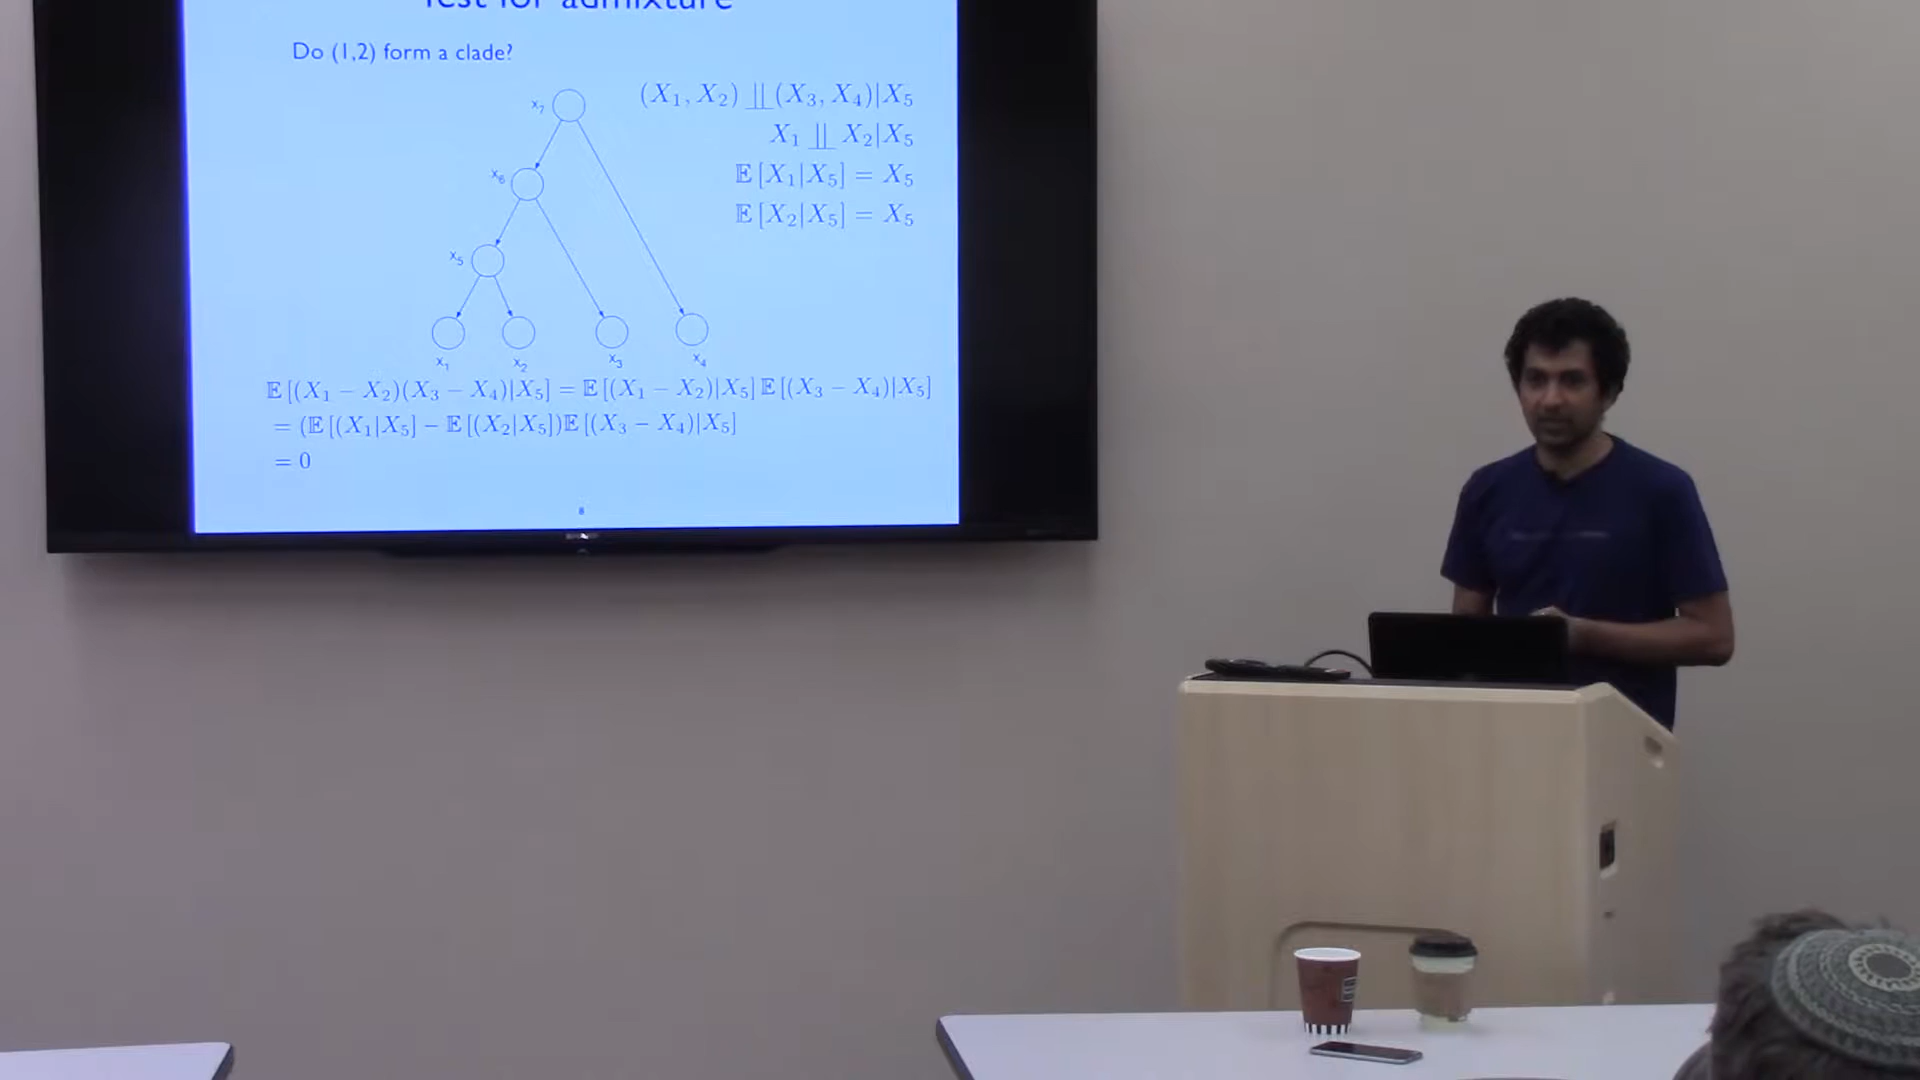 Test for admixture
Do (1,2) form a clade?
(X₁, X₂) ⫫ (X₃, X₄)|X₅
X₁ ⫫ X₂|X₅
𝔼[X₁|X₅] = X₅
𝔼[X₂|X₅] = X₅
x₇
x₆
x₅
x₁ x₂ x₃ x₄
𝔼[(X₁ − X₂)(X₃ − X₄)|X₅] = 𝔼[(X₁ − X₂)|X₅] 𝔼[(X₃ − X₄)|X₅]
= (𝔼[(X₁|X₅] − 𝔼[(X₂|X₅])𝔼[(X₃ − X₄)|X₅]
= 0
8